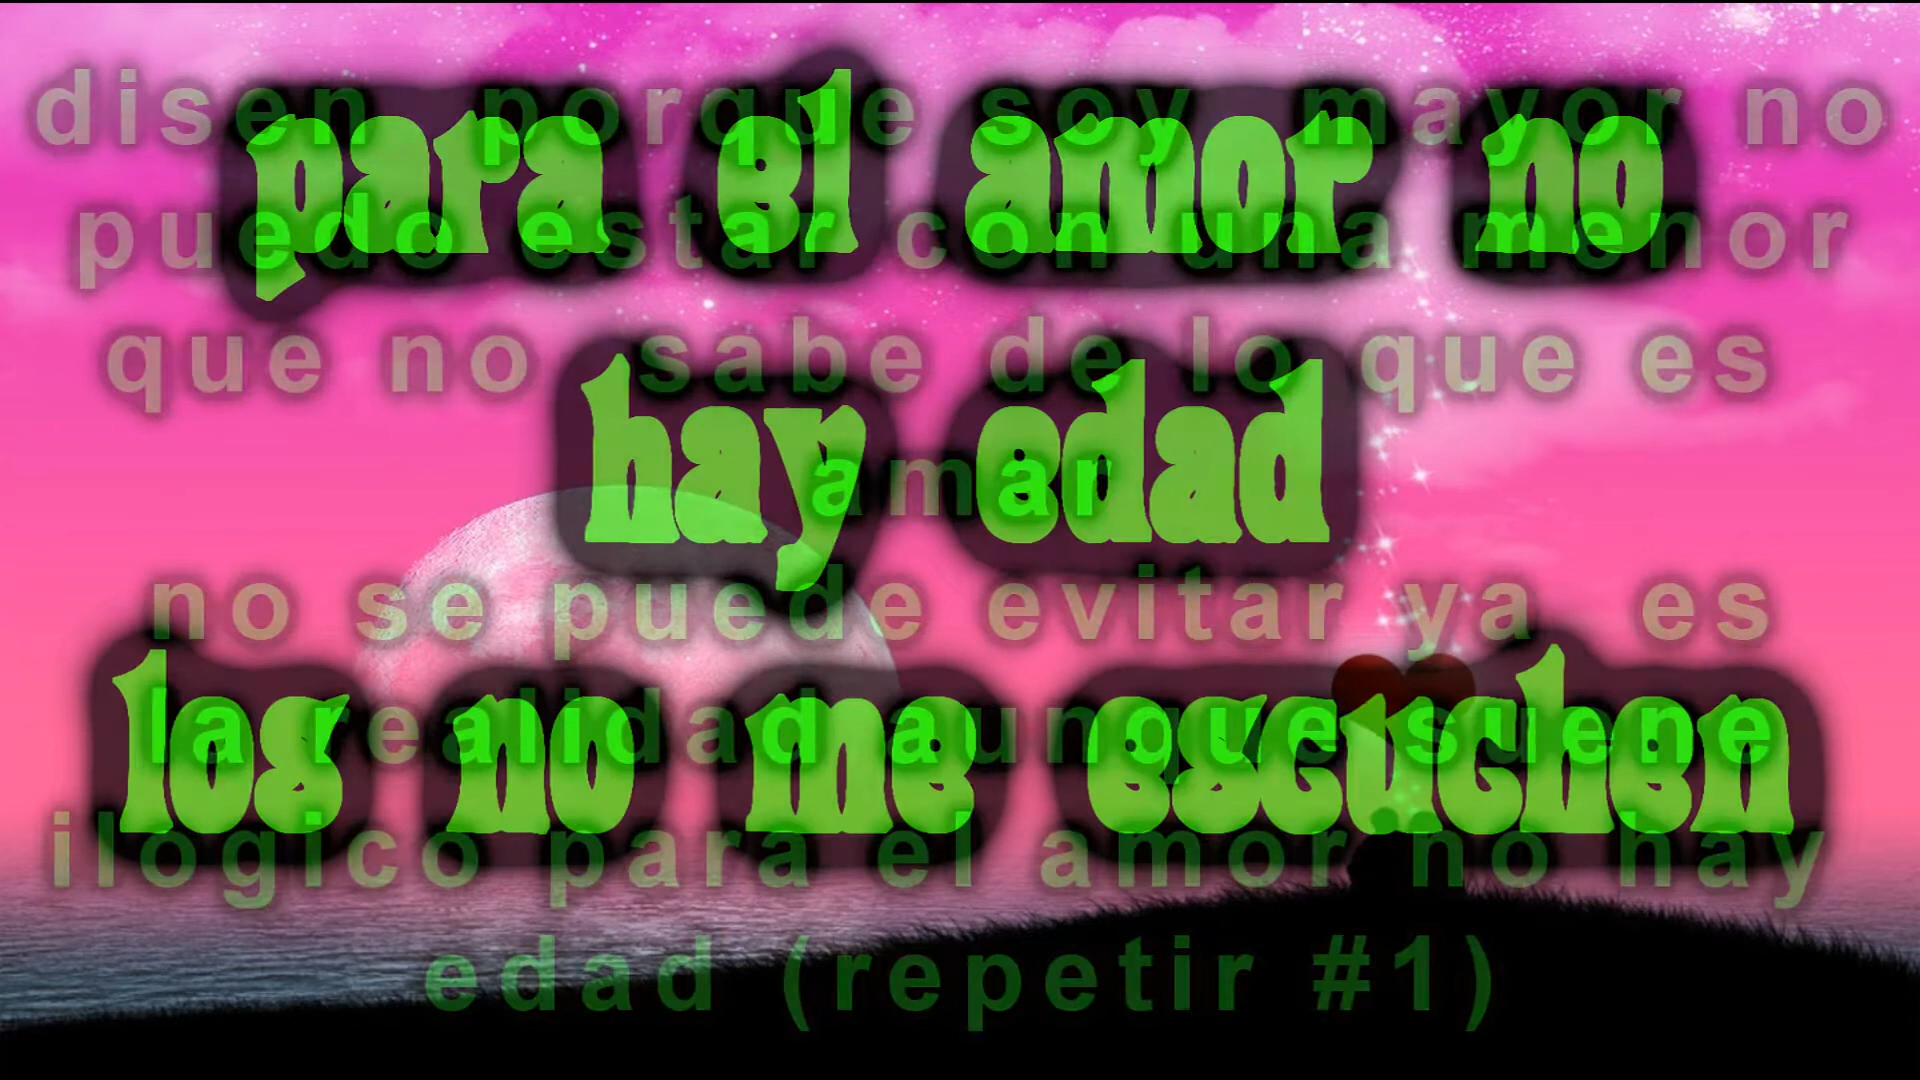 para el amor no
hay edad
los no me escuchen
disen porque soy mayor no
puedo estar con una menor
que no sabe de lo que es
amar
no se puede evitar ya es
la realidad aunque suene
ilogico para el amor no hay
edad (repetir #1)